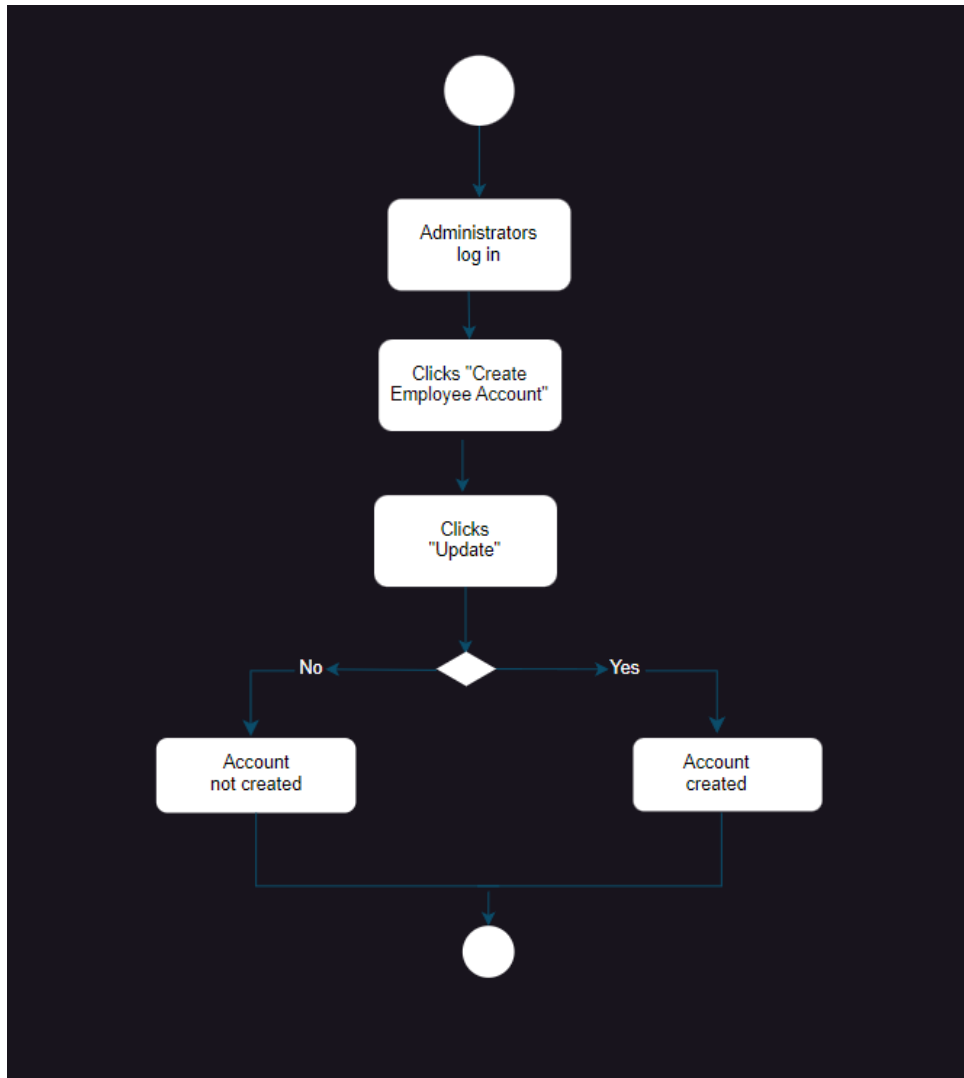 Administrators
log in
Clicks "Create
Employee Account"
Clicks
"Update"
No
Yes
Account
not created
Account
created